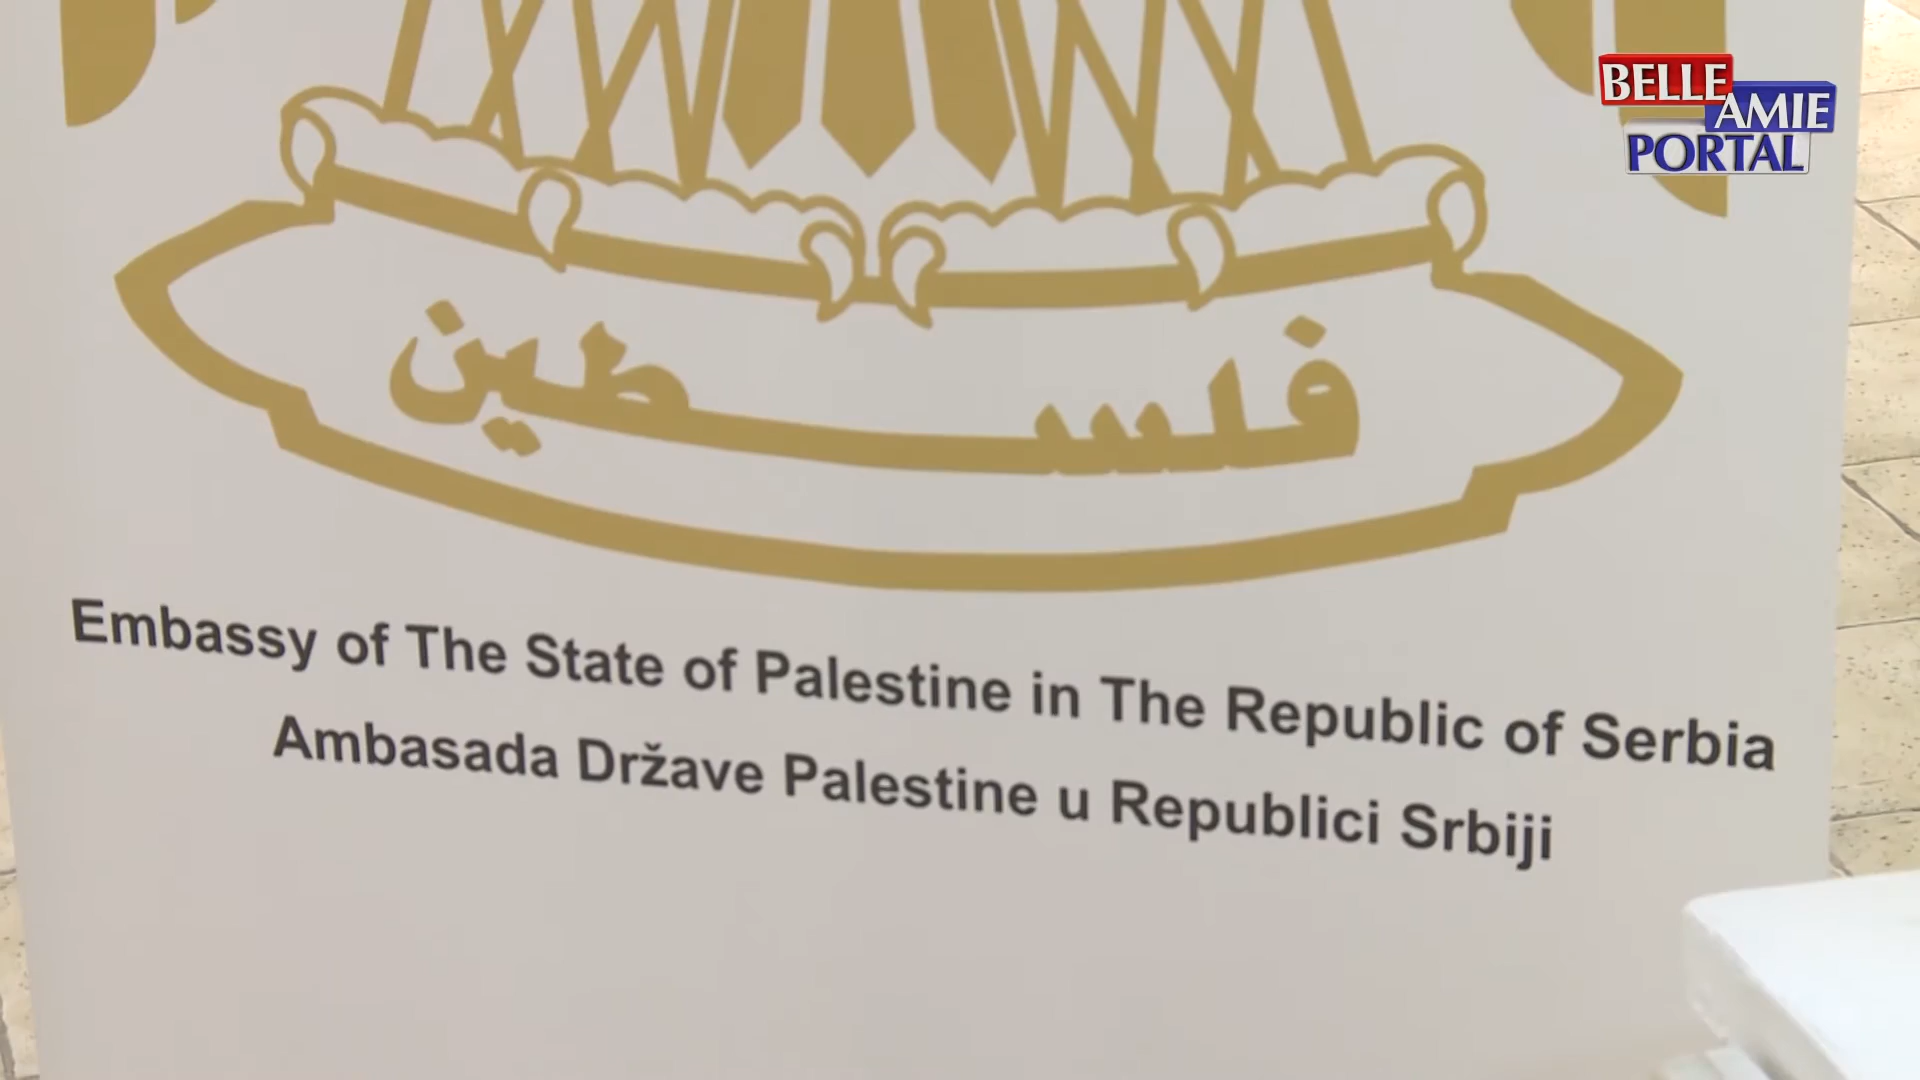 BELLE
AMIE
PORTAL
فلسطين
Embassy of The State of Palestine in The Republic of Serbia
Ambasada Države Palestine u Republici Srbiji